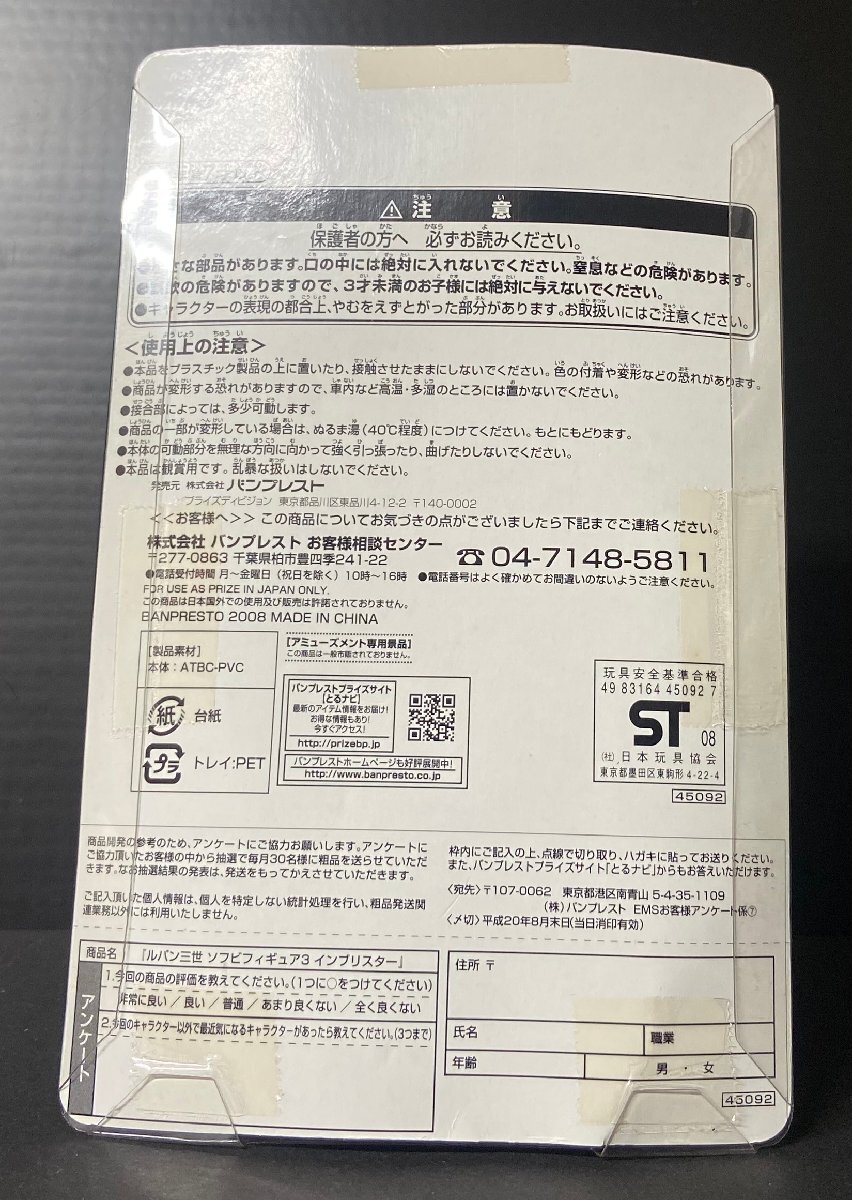 ⚠注意
保護者の方へ 必ずお読みください。
さな部品があります。口の中には絶対に入れないでください。窒息などの危険があります。
●誤飲の危険がありますので、3才未満のお子様には絶対に与えないでください。
●キャラクターの表現の都合上、やむをえずとがった部分があります。お取扱いにはご注意ください。
＜使用上の注意＞
●本品をプラスチック製品の上に置いたり、接触させたままにしないでください。色の付着や変形などの恐れがあります。
●商品が変形する恐れがありますので、車内など高温・多湿のところには置かないでください。
●接合部によっては、多少可動します。
●商品の一部が変形している場合は、ぬるま湯(40℃程度)につけてください。もとにもどります。
●本体の可動部分を無理な方向に向かって強く引っ張ったり、曲げたりしないでください。
●本品は観賞用です。乱暴な扱いはしないでください。
発売元 株式会社 バンプレスト
プライズディビジョン 東京都品川区東品川4-12-2 〒140-0002
<<お客様へ>> この商品についてお気づきの点がございましたら下記までご連絡ください。
株式会社 バンプレスト お客様相談センター
〒277-0863 千葉県柏市豊四季241-22 ☎04-7148-5811
●電話受付時間 月～金曜日(祝日を除く)10時～16時 ●電話番号はよく確かめてお間違いのないようご注意ください。
FOR USE AS PRIZE IN JAPAN ONLY.
この商品は日本国外での使用及び販売は許諾されておりません。
BANPRESTO 2008 MADE IN CHINA
[製品素材]
本体:ATBC-PVC
紙 台紙
プラ トレイ:PET
[アミューズメント専用景品]
この商品は一般市販されておりません。
バンプレストプライズサイト
[とるナビ]
最新のアイテム情報をお届け!
お得な情報もあり!
今すぐアクセス!
http://prizebp.jp
バンプレストホームページも好評展開中!
http://www.banpresto.co.jp
玩具安全基準合格
49 83164 45092 7
ST 08
(社)日本玩具協会
東京都墨田区東駒形4-22-4
45092
商品開発の参考のため、アンケートにご協力お願いします。アンケートに
ご協力頂いたお客様の中から抽選で毎月30名様に粗品を送らせていただ
きます。なお抽選結果の発表は、発送をもってかえさせていただきます。
ご記入頂いた個人情報は、個人を特定しない統計処理を行い、粗品発送関
連業務以外には利用いたしません。
枠内にご記入の上、点線で切り取り、ハガキに貼ってお送りください。
また、バンプレストプライズサイト「とるナビ」からもお答えいただけます。
<宛先>〒107-0062 東京都港区南青山 5-4-35-1109
(株)バンプレスト EMSお客様アンケート係⑦
<〆切>平成20年8月末日(当日消印有効)
アンケート
商品名 『ルパン三世 ソフビフィギュア3 インブリスター』
1.今回の商品の評価を教えてください。(1つに○をつけてください)
非常に良い / 良い / 普通 / あまり良くない / 全く良くない
2.今回のキャラクター以外で最近気になるキャラクターがあったら教えてください。(3つまで)
住所 〒
氏名
職業
年齢
男 ・ 女
45092